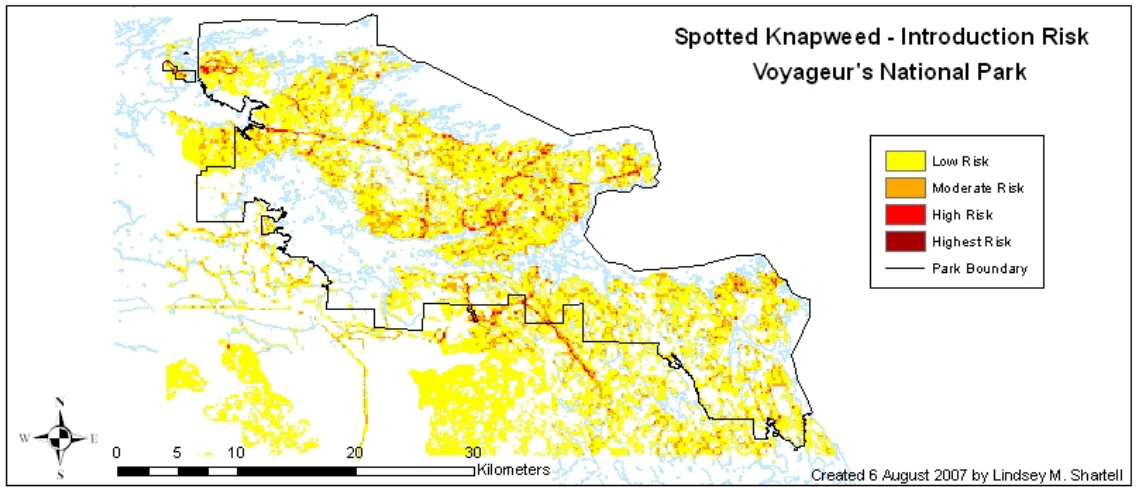 Spotted Knapweed - Introduction Risk
Voyageur's National Park
Low Risk
Moderate Risk
High Risk
Highest Risk
Park Boundary
N
W E
S
0 5 10 20 30
Kilometers
Created 6 August 2007 by Lindsey M. Shartell